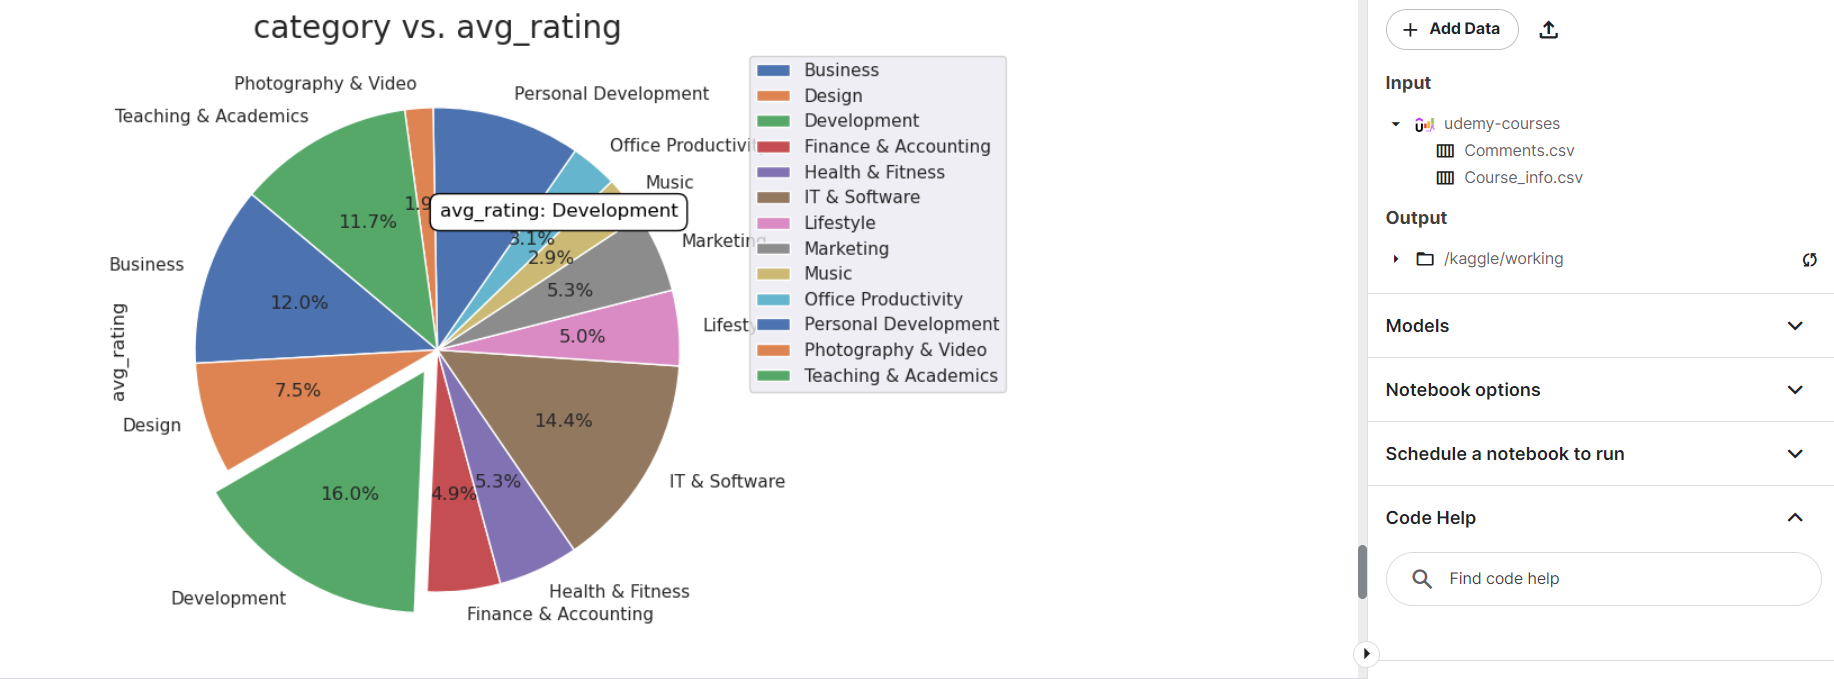 category vs. avg_rating
Photography & Video
Teaching & Academics
Personal Development
Office Productivi
Music
Marketing
Lifesty
Business
Design
Development
Finance & Accounting
Health & Fitness
IT & Software
avg_rating
11.7%
1.9
avg_rating: Development
3.1%
2.9%
5.3%
5.0%
12.0%
7.5%
14.4%
16.0%
4.9%
5.3%
Business
Design
Development
Finance & Accounting
Health & Fitness
IT & Software
Lifestyle
Marketing
Music
Office Productivity
Personal Development
Photography & Video
Teaching & Academics
Add Data
Input
udemy-courses
Comments.csv
Course_info.csv
Output
/kaggle/working
Models
Notebook options
Schedule a notebook to run
Code Help
Find code help